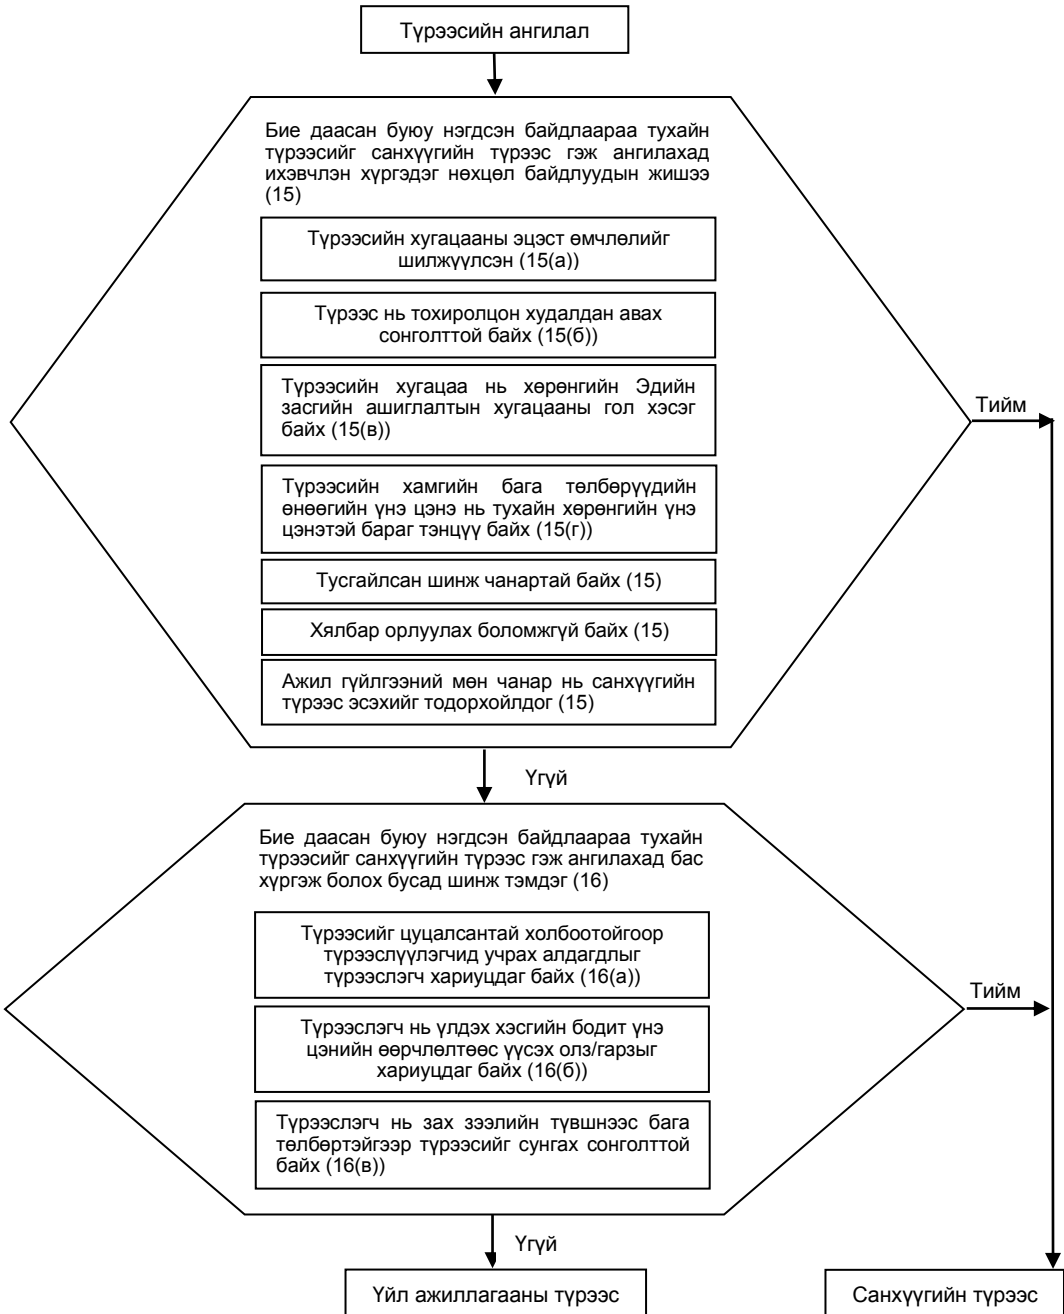 Түрээсийн ангилал
Бие даасан буюу нэгдсэн байдлаараа тухайн
түрээсийг санхүүгийн түрээс гэж ангилахад
ихэвчлэн хүргэдэг нөхцөл байдлуудын жишээ
(15)
Түрээсийн хугацааны эцэст өмчлөлийг
шилжүүлсэн (15(а))
Түрээс нь тохиролцон худалдан авах
сонголттой байх (15(б))
Түрээсийн хугацаа нь хөрөнгийн Эдийн
засгийн ашиглалтын хугацааны гол хэсэг
байх (15(в))
Түрээсийн хамгийн бага төлбөрүүдийн
өнөөгийн үнэ цэнэ нь тухайн хөрөнгийн үнэ
цэнэтэй бараг тэнцүү байх (15(г))
Тусгайлсан шинж чанартай байх (15)
Хялбар орлуулах боломжгүй байх (15)
Ажил гүйлгээний мөн чанар нь санхүүгийн
түрээс эсэхийг тодорхойлдог (15)
Тийм
Үгүй
Бие даасан буюу нэгдсэн байдлаараа тухайн
түрээсийг санхүүгийн түрээс гэж ангилахад бас
хүргэж болох бусад шинж тэмдэг (16)
Түрээсийг цуцалсантай холбоотойгоор
түрээслүүлэгчид учрах алдагдлыг
түрээслэгч хариуцдаг байх (16(а))
Түрээслэгч нь үлдэх хэсгийн бодит үнэ
цэнийн өөрчлөлтөөс үүсэх олз/гарзыг
хариуцдаг байх (16(б))
Түрээслэгч нь зах зээлийн түвшнээс бага
төлбөртэйгээр түрээсийг сунгах сонголттой
байх (16(в))
Тийм
Үгүй
Үйл ажиллагааны түрээс
Санхүүгийн түрээс